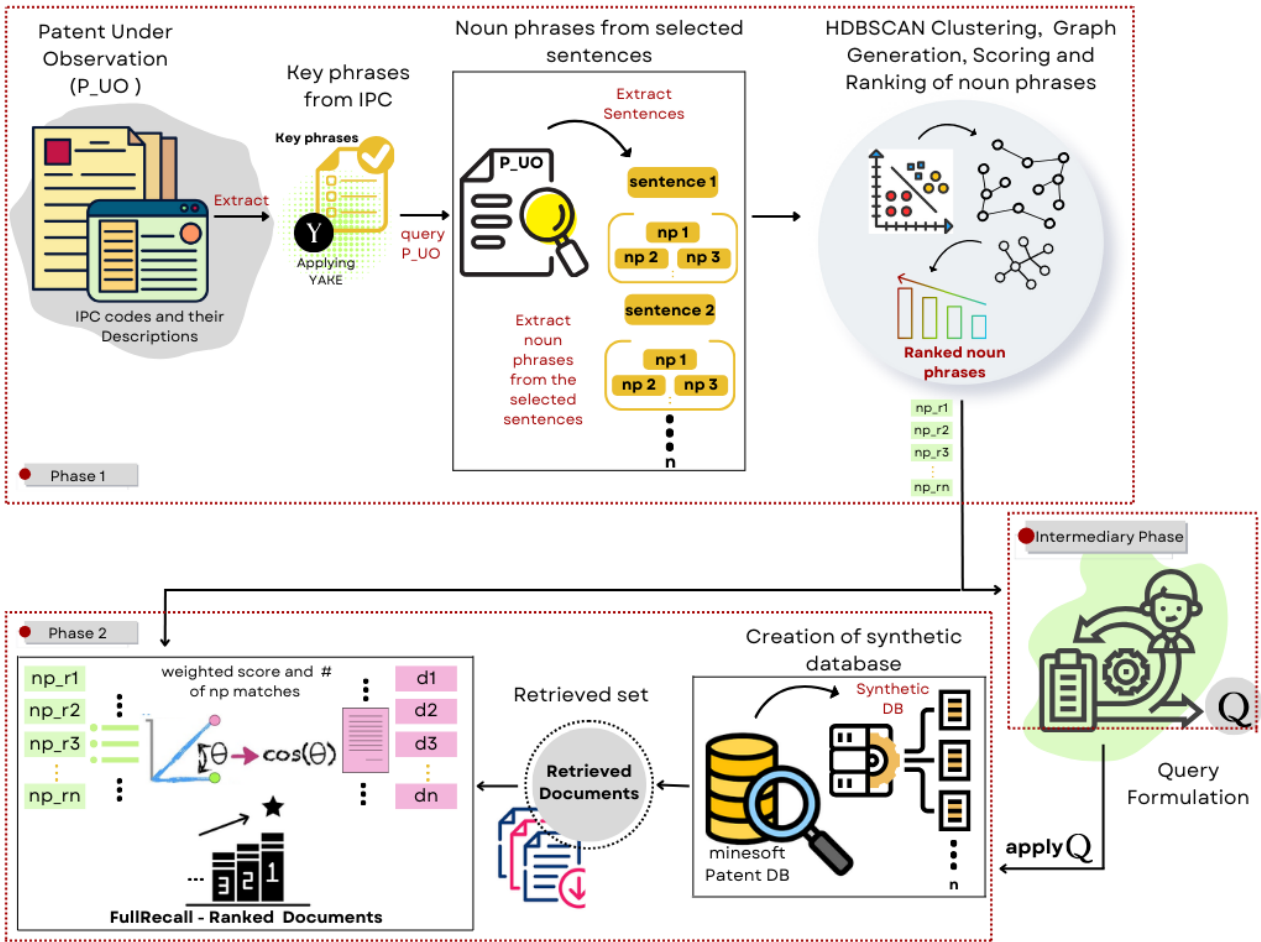 Patent Under
Observation
(P_UO )
Extract
IPC codes and their
Descriptions
Key phrases
from IPC
Key phrases
Y
Applying
YAKE
query
P_UO
Noun phrases from selected
sentences
Extract
Sentences
P_UO
sentence 1
np 1
np 2
np 3
sentence 2
np 1
np 2
np 3
n
Extract
noun
phrases
from the
selected
sentences
HDBSCAN Clustering, Graph
Generation, Scoring and
Ranking of noun phrases
Ranked noun
phrases
np_r1
np_r2
np_r3
np_rn
Phase 1
Intermediary Phase
Q
Query
Formulation
apply Q
Phase 2
Creation of synthetic
database
Synthetic
DB
minesoft
Patent DB
n
Retrieved set
Retrieved
Documents
weighted score and #
of np matches
np_r1
np_r2
np_r3
np_rn
θ
cos(θ)
d1
d2
d3
dn
3
2
1
FullRecall - Ranked Documents